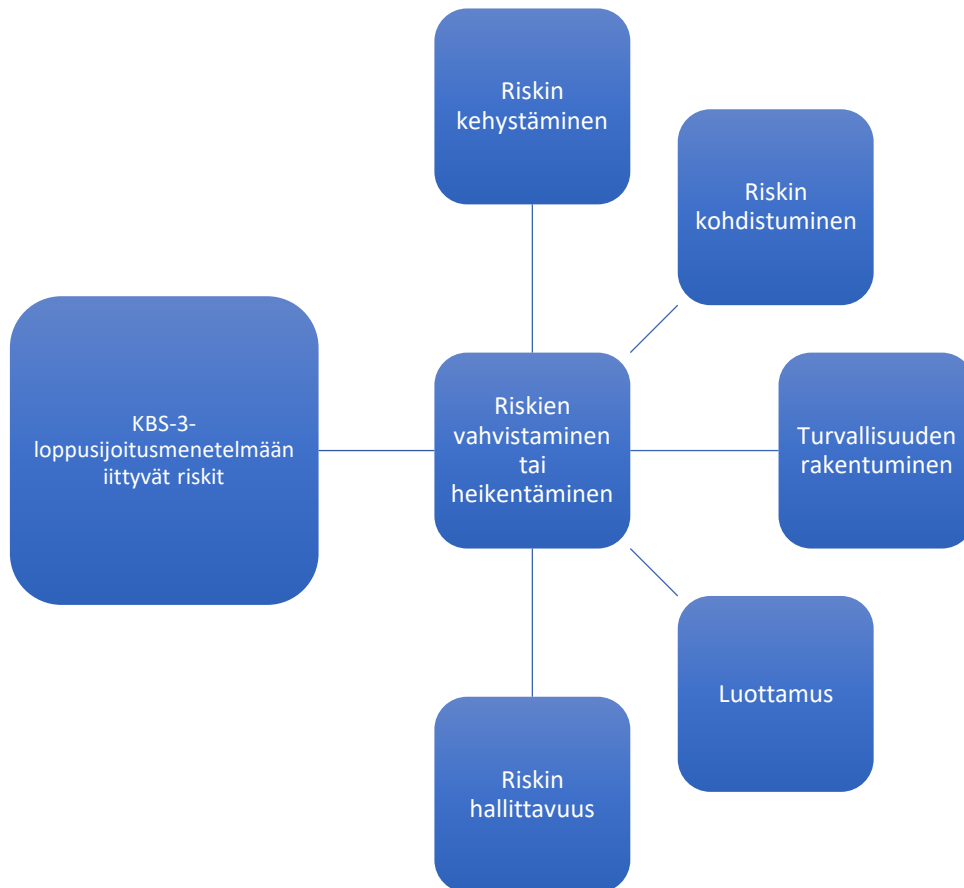 Riskin
kehystäminen
Riskin
kohdistuminen
KBS-3-
loppusijoitusmenetelmään
iittyvät riskit
Riskien
vahvistaminen
tai
heikentäminen
Turvallisuuden
rakentuminen
Luottamus
Riskin
hallittavuus